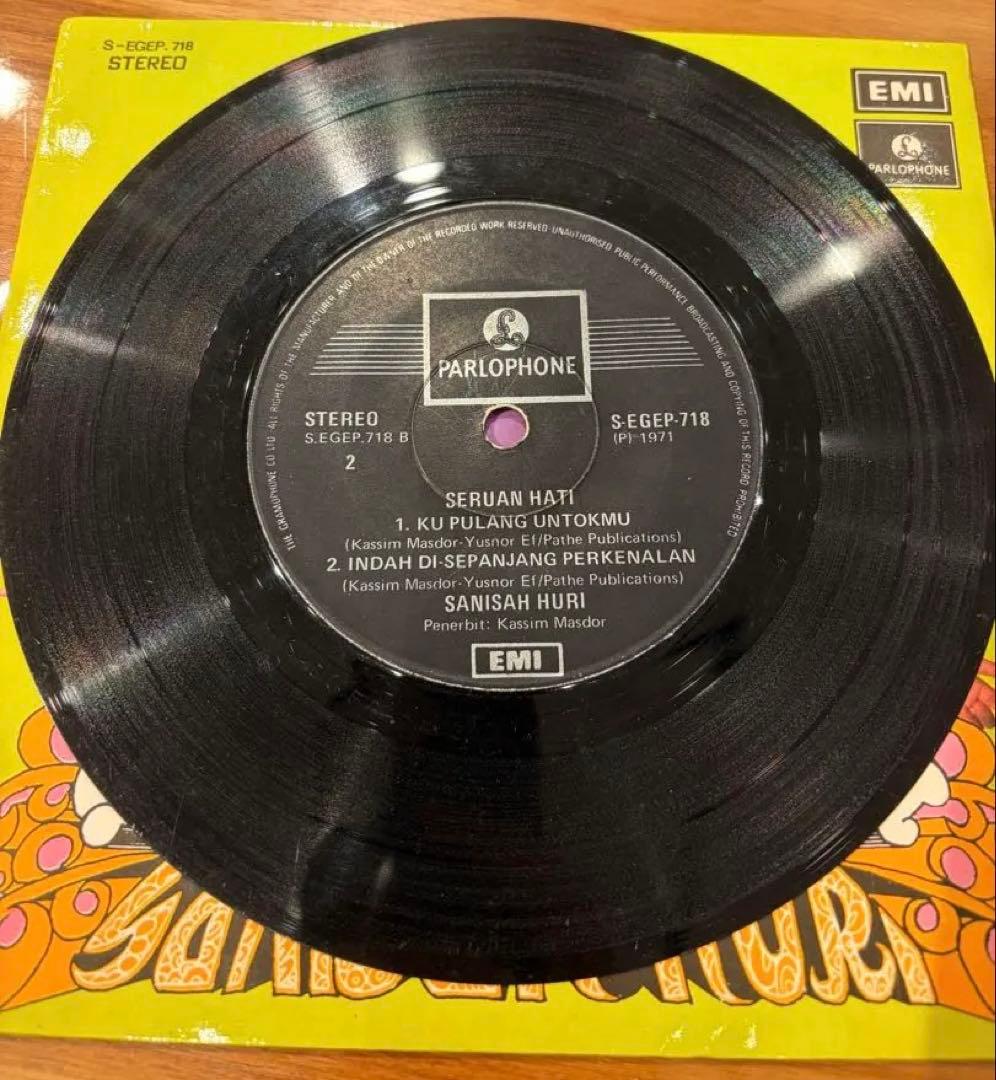 S-EGEP. 718
STEREO
EMI
PARLOPHONE
THE GRAMOPHONE CO LTD. ALL RIGHTS OF THE MANUFACTURER AND OF THE OWNER OF THE RECORDED WORK RESERVED·UNAUTHORISED PUBLIC PERFORMANCE BROADCASTING AND COPYING OF THIS RECORD PROHIBITED
£
PARLOPHONE
STEREO
S.EGEP.718 B
2
S-EGEP-718
(P) 1971
SERUAN HATI
1. KU PULANG UNTOKMU
(Kassim Masdor-Yusnor Ef/Pathe Publications)
2. INDAH DI-SEPANJANG PERKENALAN
(Kassim Masdor-Yusnor Ef/Pathe Publications)
SANISAH HURI
Penerbit: Kassim Masdor
EMI